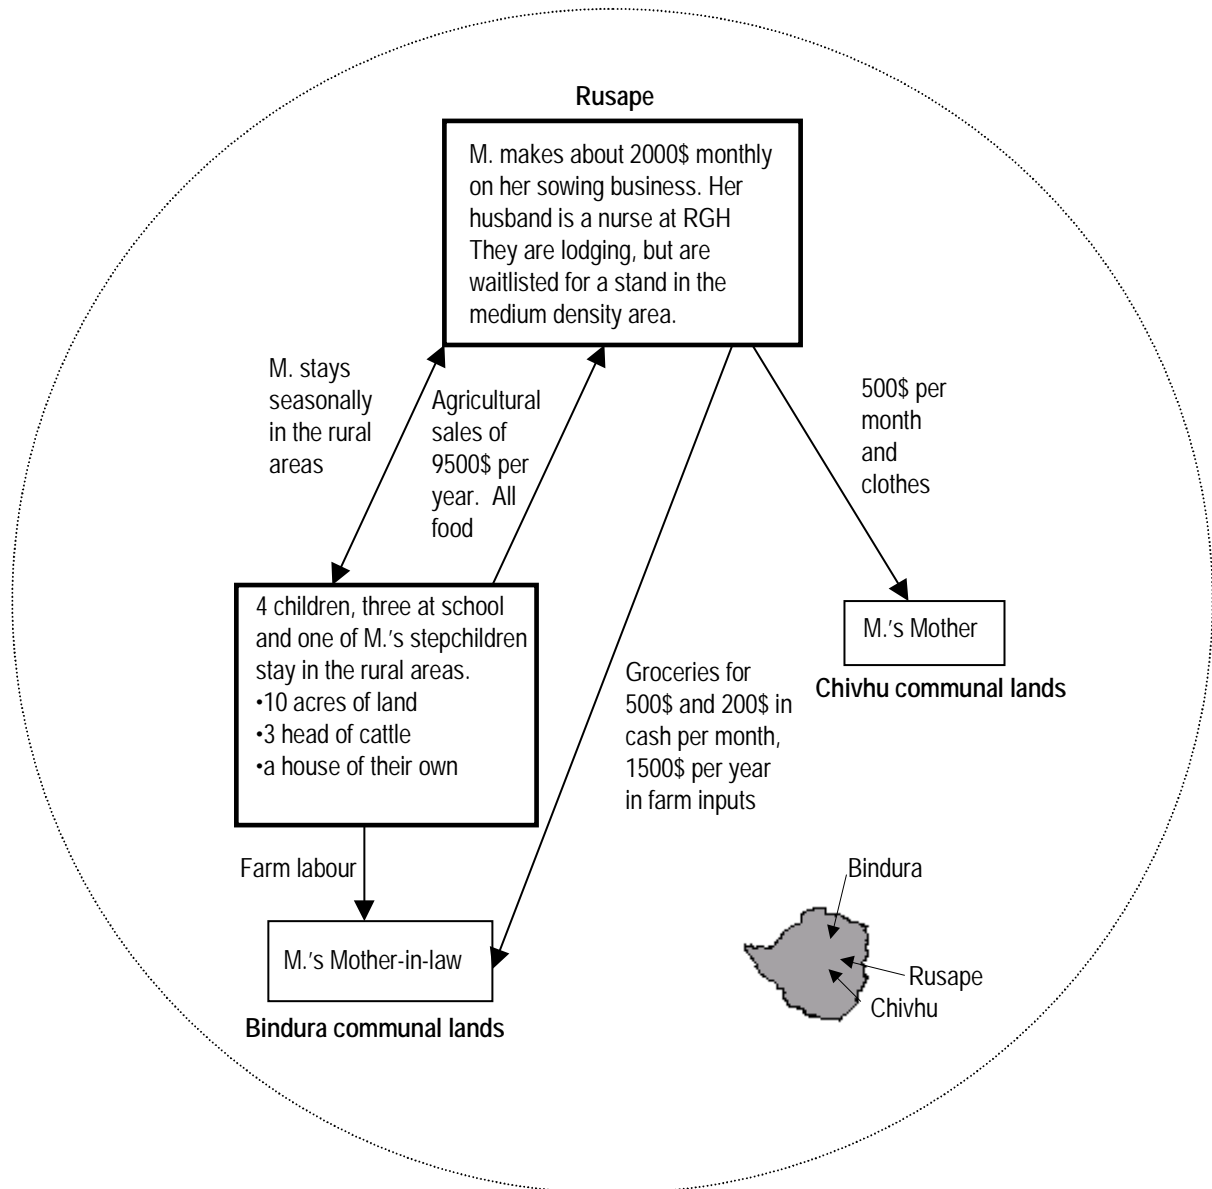 Rusape
M. makes about 2000$ monthly
on her sowing business. Her
husband is a nurse at RGH
They are lodging, but are
waitlisted for a stand in the
medium density area.
M. stays
seasonally
in the rural
areas
Agricultural
sales of
9500$ per
year.  All
food
500$ per
month
and
clothes
4 children, three at school
and one of M.'s stepchildren
stay in the rural areas.
•10 acres of land
•3 head of cattle
•a house of their own
M.'s Mother
Chivhu communal lands
Groceries for
500$ and 200$ in
cash per month,
1500$ per year
in farm inputs
Farm labour
M.'s Mother-in-law
Bindura communal lands
Bindura
Rusape
Chivhu